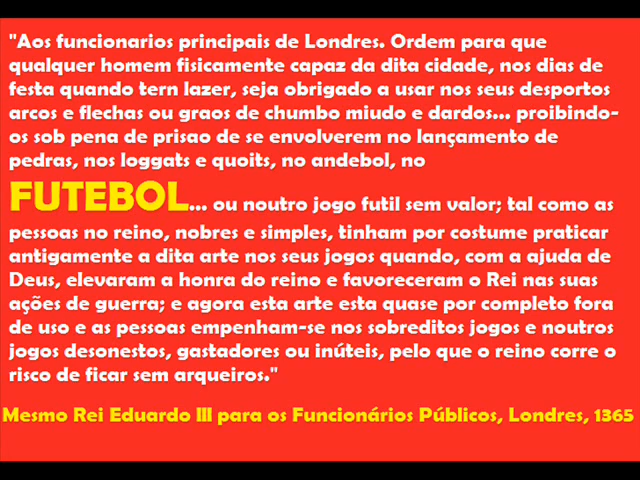 "Aos funcionarios principais de Londres. Ordem para que
qualquer homem fisicamente capaz da dita cidade, nos dias de
festa quando tern lazer, seja obrigado a usar nos seus desportos
arcos e flechas ou graos de chumbo miudo e dardos... proibindo-
os sob pena de prisao de se envolverem no lançamento de
pedras, nos loggats e quoits, no andebol, no
FUTEBOL... ou noutro jogo futil sem valor; tal como as
pessoas no reino, nobres e simples, tinham por costume praticar
antigamente a dita arte nos seus jogos quando, com a ajuda de
Deus, elevaram a honra do reino e favoreceram o Rei nas suas
ações de guerra; e agora esta arte esta quase por completo fora
de uso e as pessoas empenham-se nos sobreditos jogos e noutros
jogos desonestos, gastadores ou inúteis, pelo que o reino corre o
risco de ficar sem arqueiros."
Mesmo Rei Eduardo III para os Funcionários Públicos, Londres, 1365